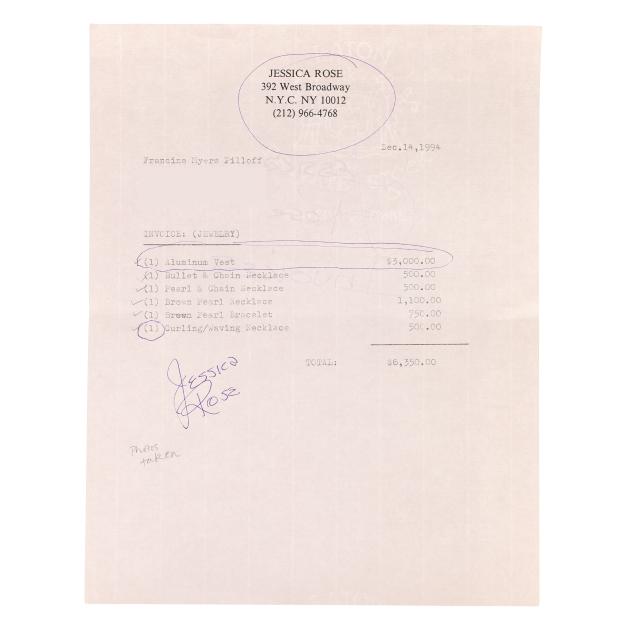 JESSICA ROSE
392 West Broadway
N.Y.C. NY 10012
(212) 966-4768
Dec.14,1994
Francine Myers Pilloff
INVOICE: (JEWELRY)
(1) Aluminum Vest $3,000.00
(1) Bullet & Chain Necklace 500.00
(1) Pearl & Chain Necklace 500.00
(1) Brown Pearl Necklace 1,100.00
(1) Brown Pearl Bracelet 750.00
(1) Curling/Waving Necklace 500.00
TOTAL: $6,350.00
Jessica
Rose
Photos
taken